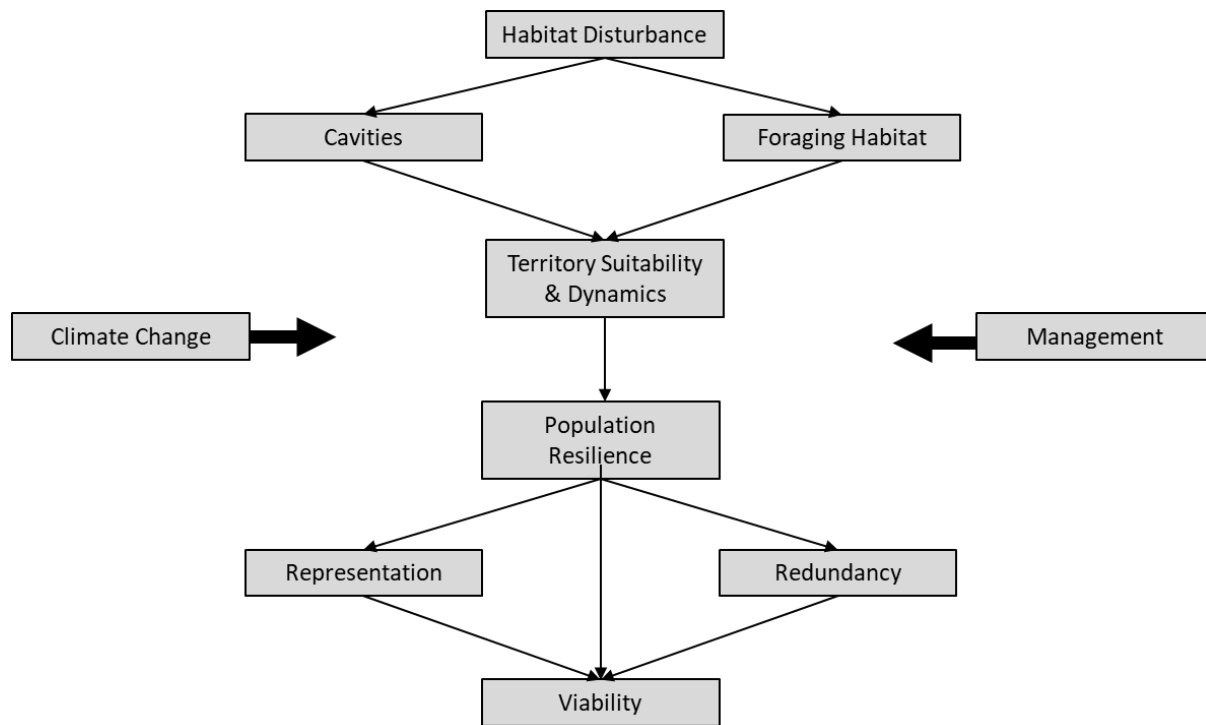 Habitat Disturbance
Cavities
Foraging Habitat
Territory Suitability
& Dynamics
Climate Change
Management
Population
Resilience
Representation
Redundancy
Viability